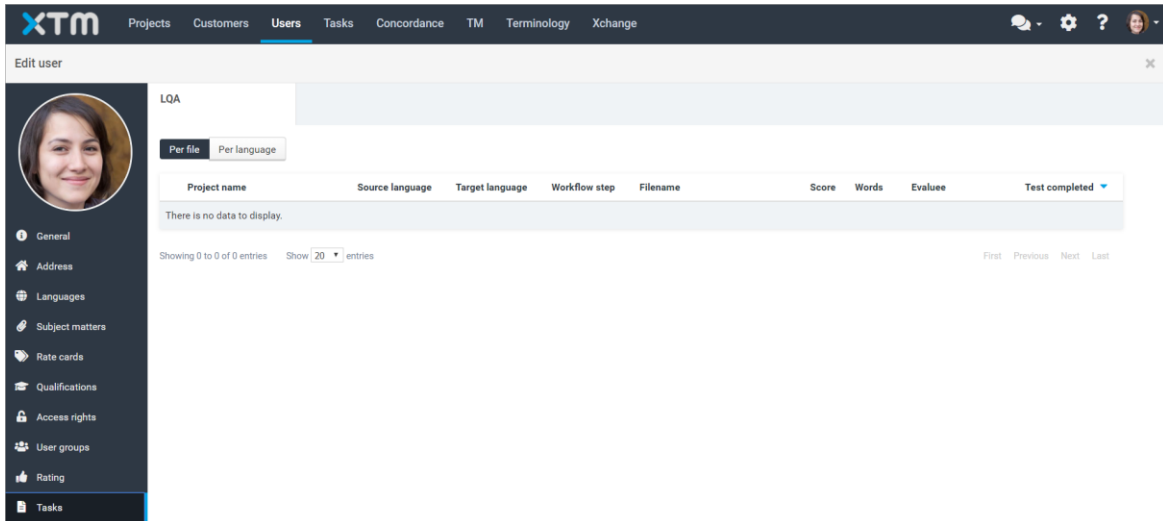 XTM Projects Customers Users Tasks Concordance TM Terminology Xchange ?
Edit user
LQA
Per file Per language
Project name Source language Target language Workflow step Filename Score Words Evaluee Test completed
There is no data to display.
Showing 0 to 0 of 0 entries Show 20 entries First Previous Next Last
General
Address
Languages
Subject matters
Rate cards
Qualifications
Access rights
User groups
Rating
Tasks